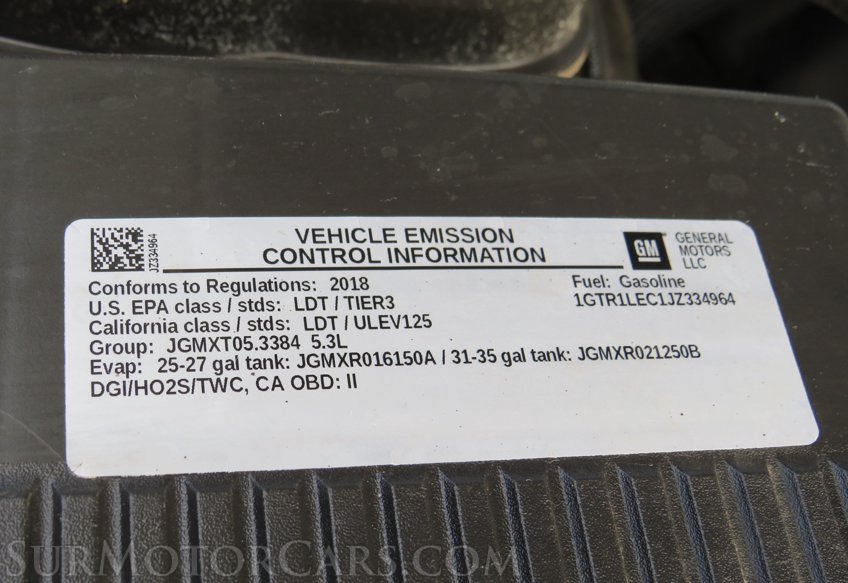 JZ334964
VEHICLE EMISSION
CONTROL INFORMATION
GM
GENERAL
MOTORS
LLC
Conforms to Regulations: 2018
Fuel: Gasoline
U.S. EPA class / stds: LDT / TIER3
1GTR1LEC1JZ334964
California class / stds: LDT / ULEV125
Group: JGMXT05.3384 5.3L
Evap: 25-27 gal tank: JGMXR016150A / 31-35 gal tank: JGMXR021250B
DGI/HO2S/TWC, CA OBD: II
SURMOTORCARS.COM